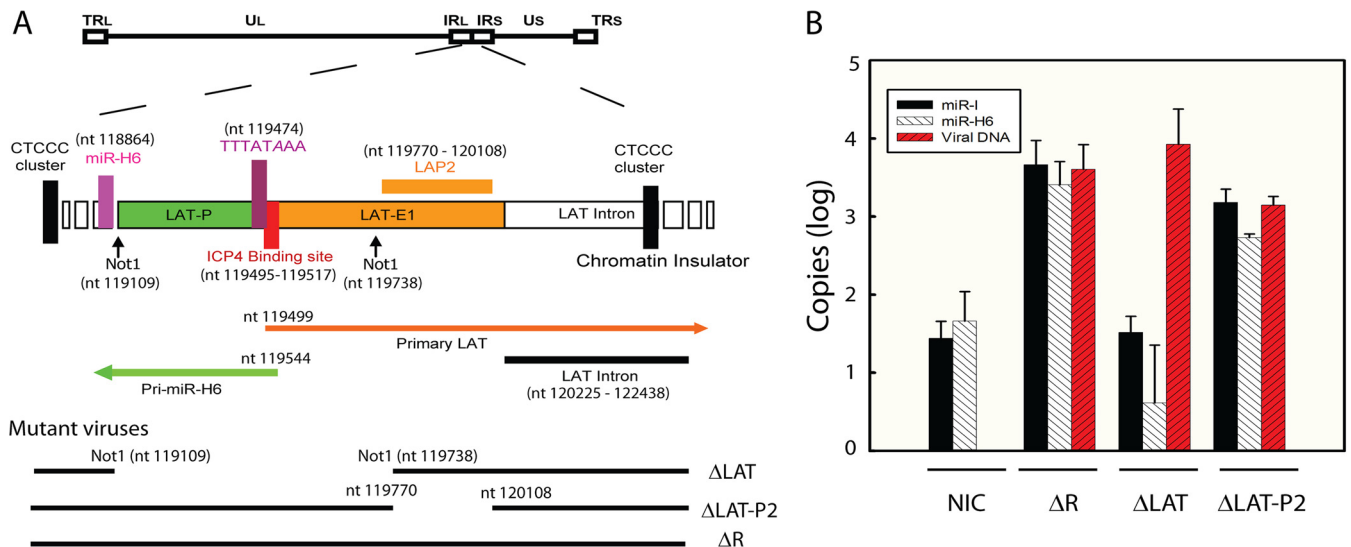 A
TRL
UL
IRL
IRS
US
TRS
CTCCC
cluster
(nt 118864)
miR-H6
(nt 119474)
TTTATAAA
(nt 119770 - 120108)
LAP2
CTCCC
cluster
LAT-P
LAT-E1
LAT Intron
Not1
(nt 119109)
ICP4 Binding site
(nt 119495-119517)
Not1
(nt 119738)
Chromatin Insulator
nt 119499
Primary LAT
nt 119544
Pri-miR-H6
LAT Intron
(nt 120225 - 122438)
Mutant viruses
Not1 (nt 119109)
Not1 (nt 119738)
ΔLAT
nt 119770
nt 120108
ΔLAT-P2
ΔR
B
Copies (log)
5
4
3
2
1
0
miR-I
miR-H6
Viral DNA
NIC
ΔR
ΔLAT
ΔLAT-P2